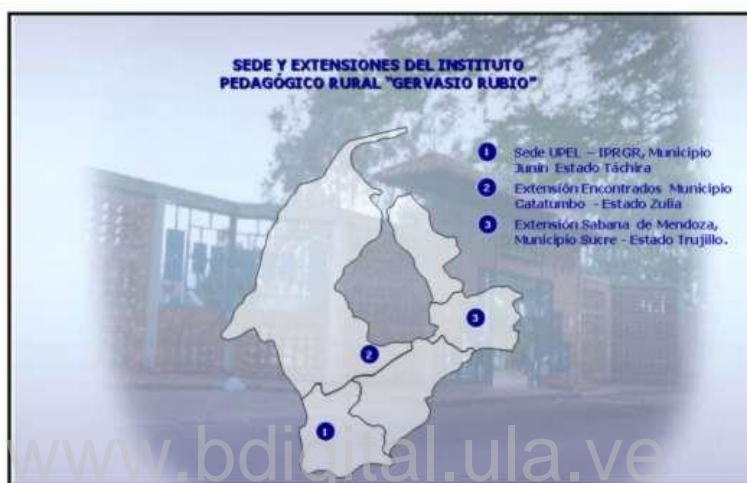 SEDE Y EXTENSIONES DEL INSTITUTO
PEDAGÓGICO RURAL "GERVASIO RUBIO"
1 Sede UPEL – IPRGR, Municipio
Junín Estado Táchira
2 Extensión Encontrados Municipio
Catatumbo - Estado Zulia
3 Extensión Sabana de Mendoza,
Municipio Sucre - Estado Trujillo.
3
2
1
www.bdigital.ula.ve